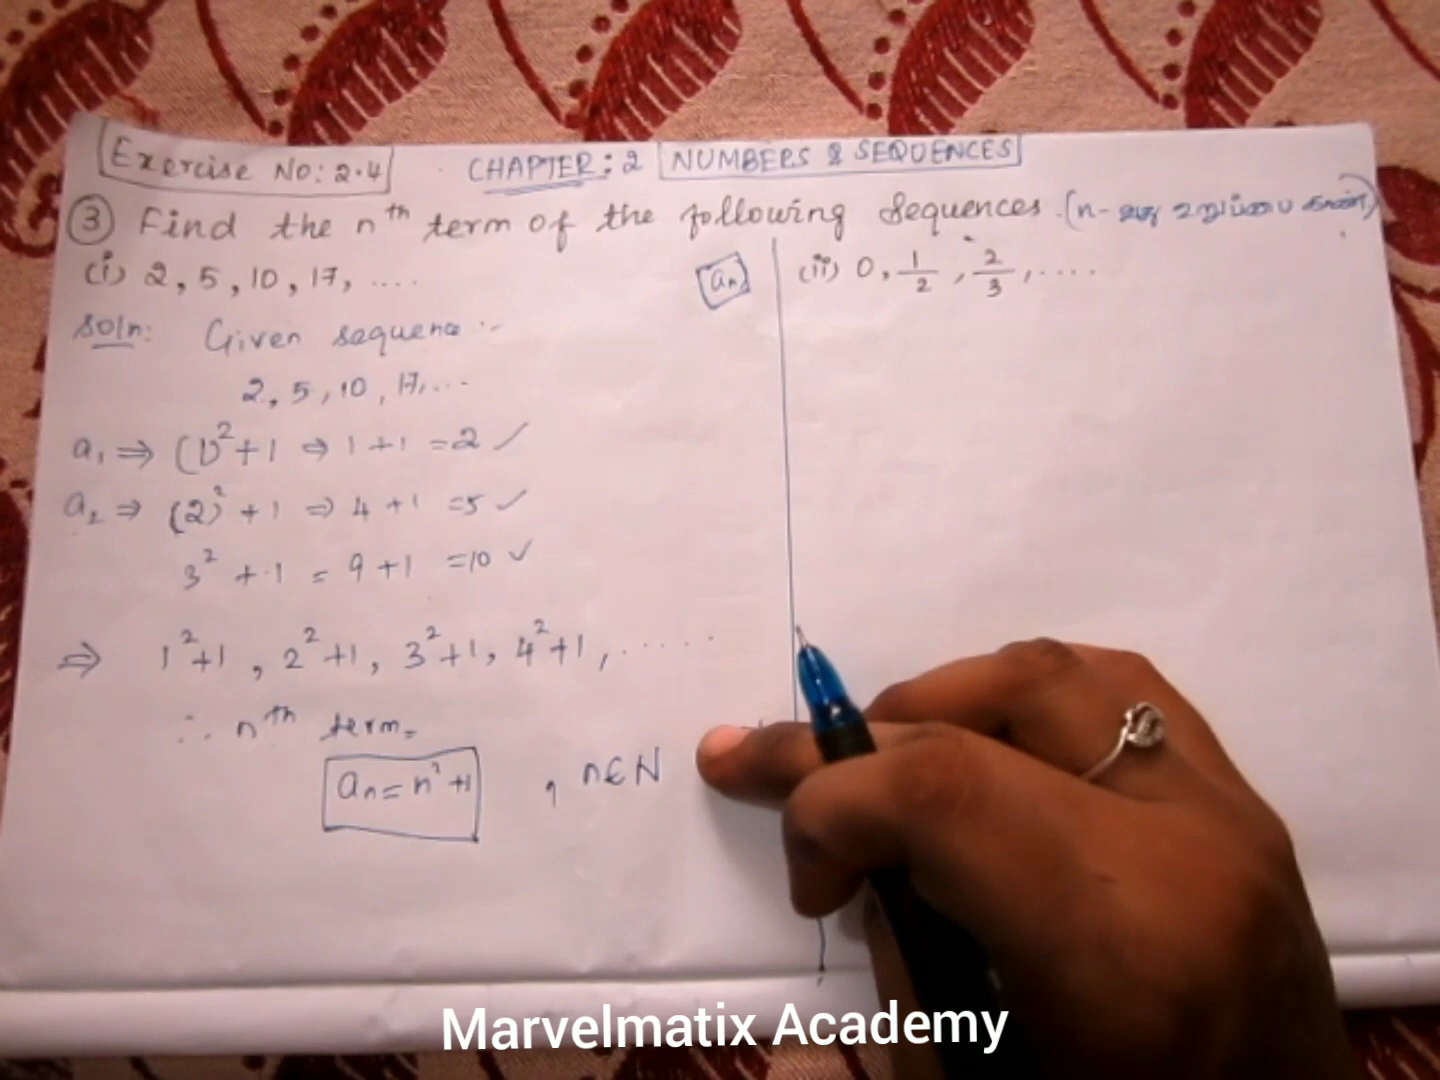 Exercise No: 2.4 CHAPTER: 2 NUMBERS & SEQUENCES
③ Find the nᵗʰ term of the following Sequences. (n-வது உறுப்பை காண்)
(i) 2, 5, 10, 17, ....
aₙ
(ii) 0, 1/2, 2/3, ....
Soln: Given sequence :-
2, 5, 10, 17, ...
a₁ ⇒ (1)² + 1 ⇒ 1 + 1 = 2 ✓
a₂ ⇒ (2)² + 1 ⇒ 4 + 1 = 5 ✓
3² + 1 = 9 + 1 = 10 ✓
⇒ 1²+1, 2²+1, 3²+1, 4²+1, ......
∴ nᵗʰ term =
aₙ = n² + 1 , n∈N
Marvelmatix Academy